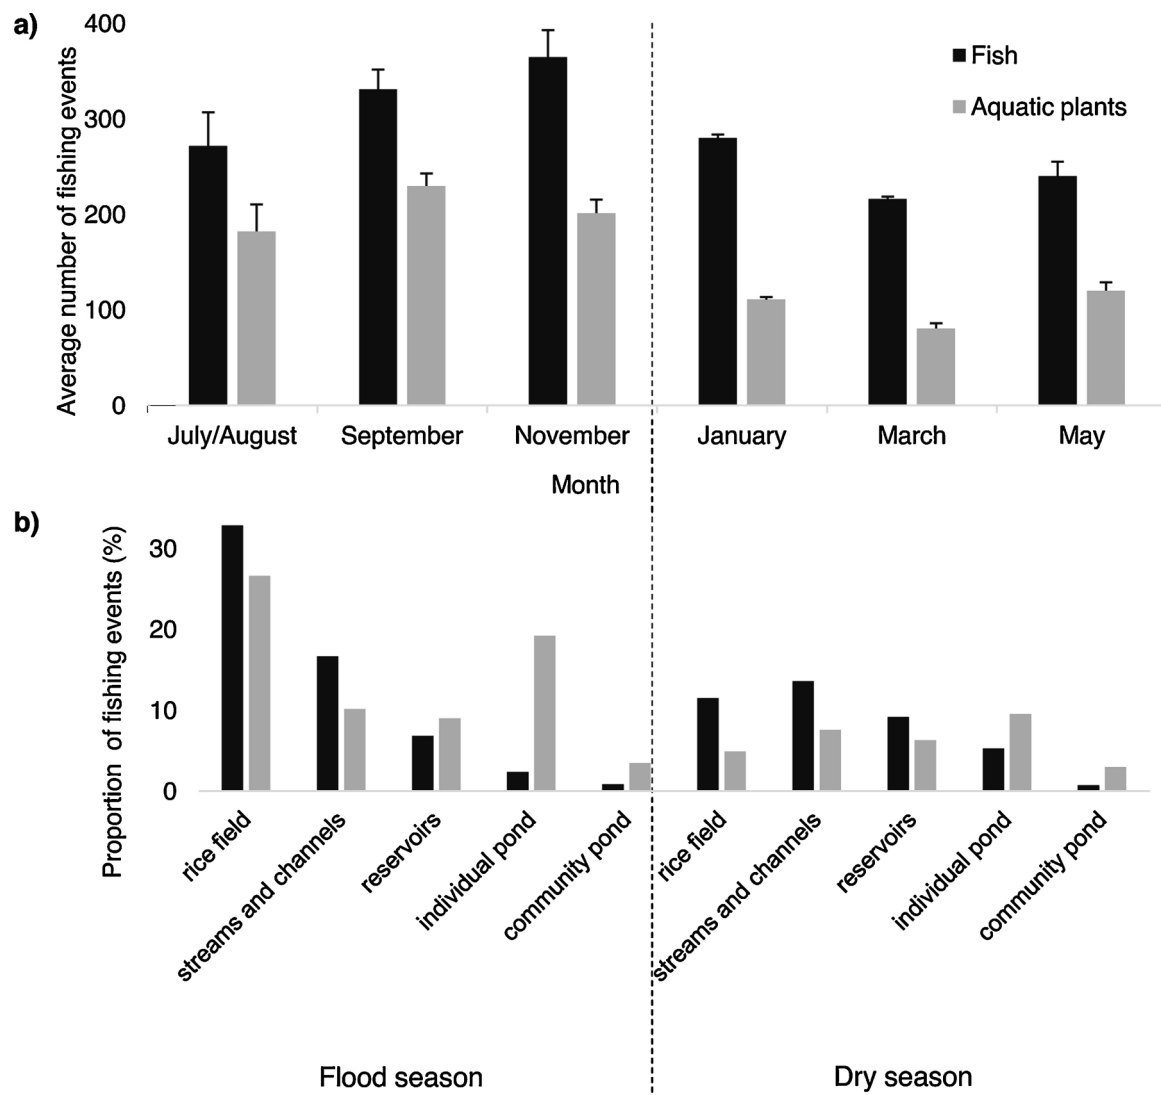 a)
Average number of fishing events
400
300
200
100
0
Fish
Aquatic plants
July/August
September
November
January
March
May
Month
b)
Proportion of fishing events (%)
30
20
10
0
rice field
streams and channels
reservoirs
individual pond
community pond
rice field
streams and channels
reservoirs
individual pond
community pond
Flood season
Dry season